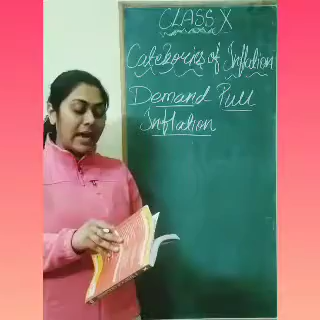 CLASS X
Categories of Inflation
Demand Pull
Inflation